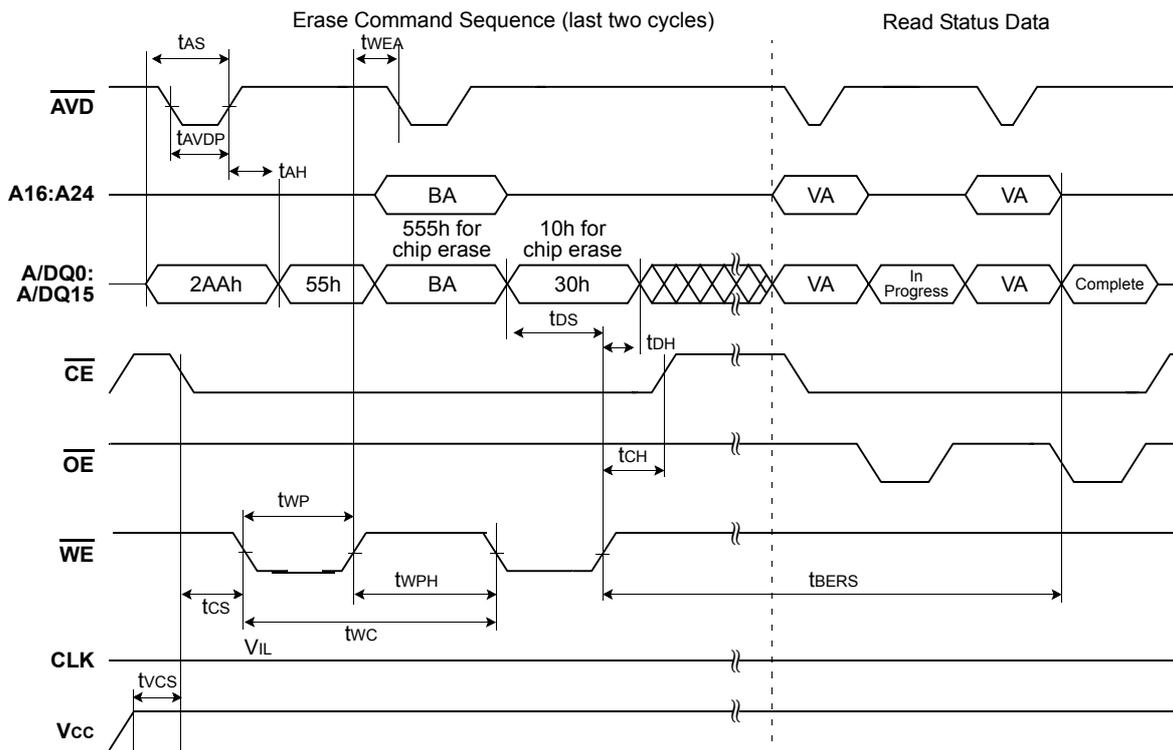 Erase Command Sequence (last two cycles)
Read Status Data
tAS
tWEA
AVD
tAVDP
tAH
A16:A24
BA
VA
VA
555h for
chip erase
10h for
chip erase
A/DQ0:
A/DQ15
2AAh
55h
BA
30h
VA
In
Progress
VA
Complete
tDS
tDH
CE
OE
tCH
tWP
WE
tWPH
tBERS
tCS
tWC
VIL
CLK
tVCS
Vcc